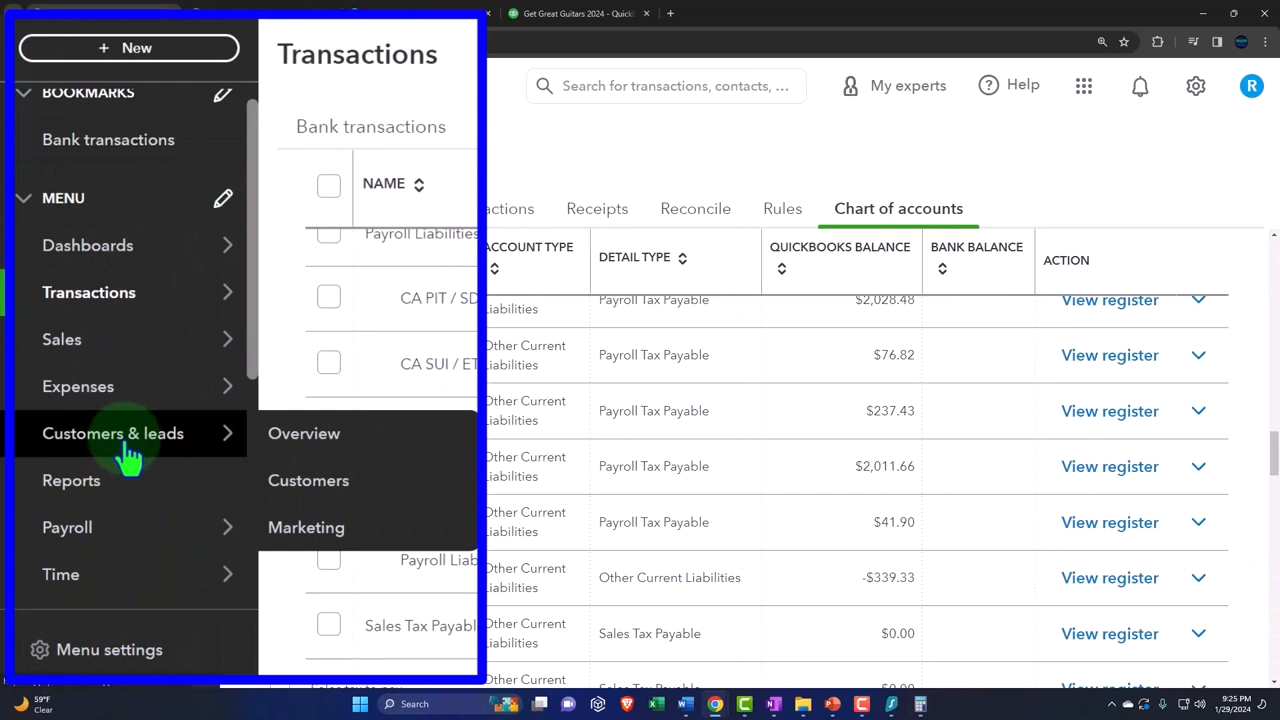 Get Great Guitars 2024 – Quick
+ New
Transactions
BOOKMARKS
Search for transactions, contacts, ...
My experts
Help
R
Bank transactions
Bank transactions
MENU
NAME
actions
Receipts
Reconcile
Rules
Chart of accounts
Dashboards
Transactions
Sales
Expenses
Customers & leads
Reports
Payroll
Time
Menu settings
Overview
Customers
Marketing
ACCOUNT TYPE
DETAIL TYPE
QUICKBOOKS BALANCE
BANK BALANCE
ACTION
Payroll Liabilities
Liabilities
Payroll Tax Payable
$2,028.48
View register
CA PIT / SD
Other Current
Liabilities
Payroll Tax Payable
$76.82
View register
CA SUI / ET
Other Current
Liabilities
Payroll Tax Payable
$237.43
View register
Other Current
Liabilities
Payroll Tax Payable
$2,011.66
View register
Other Current
Liabilities
Payroll Tax Payable
$41.90
View register
Payroll Liab
Other Current
Liabilities
Other Current Liabilities
-$339.33
View register
Sales Tax Payabl
Other Current
Liabilities
Sales Tax Payable
$0.00
View register
Other Current
59°F
Clear
Search
9:25 PM
1/29/2024